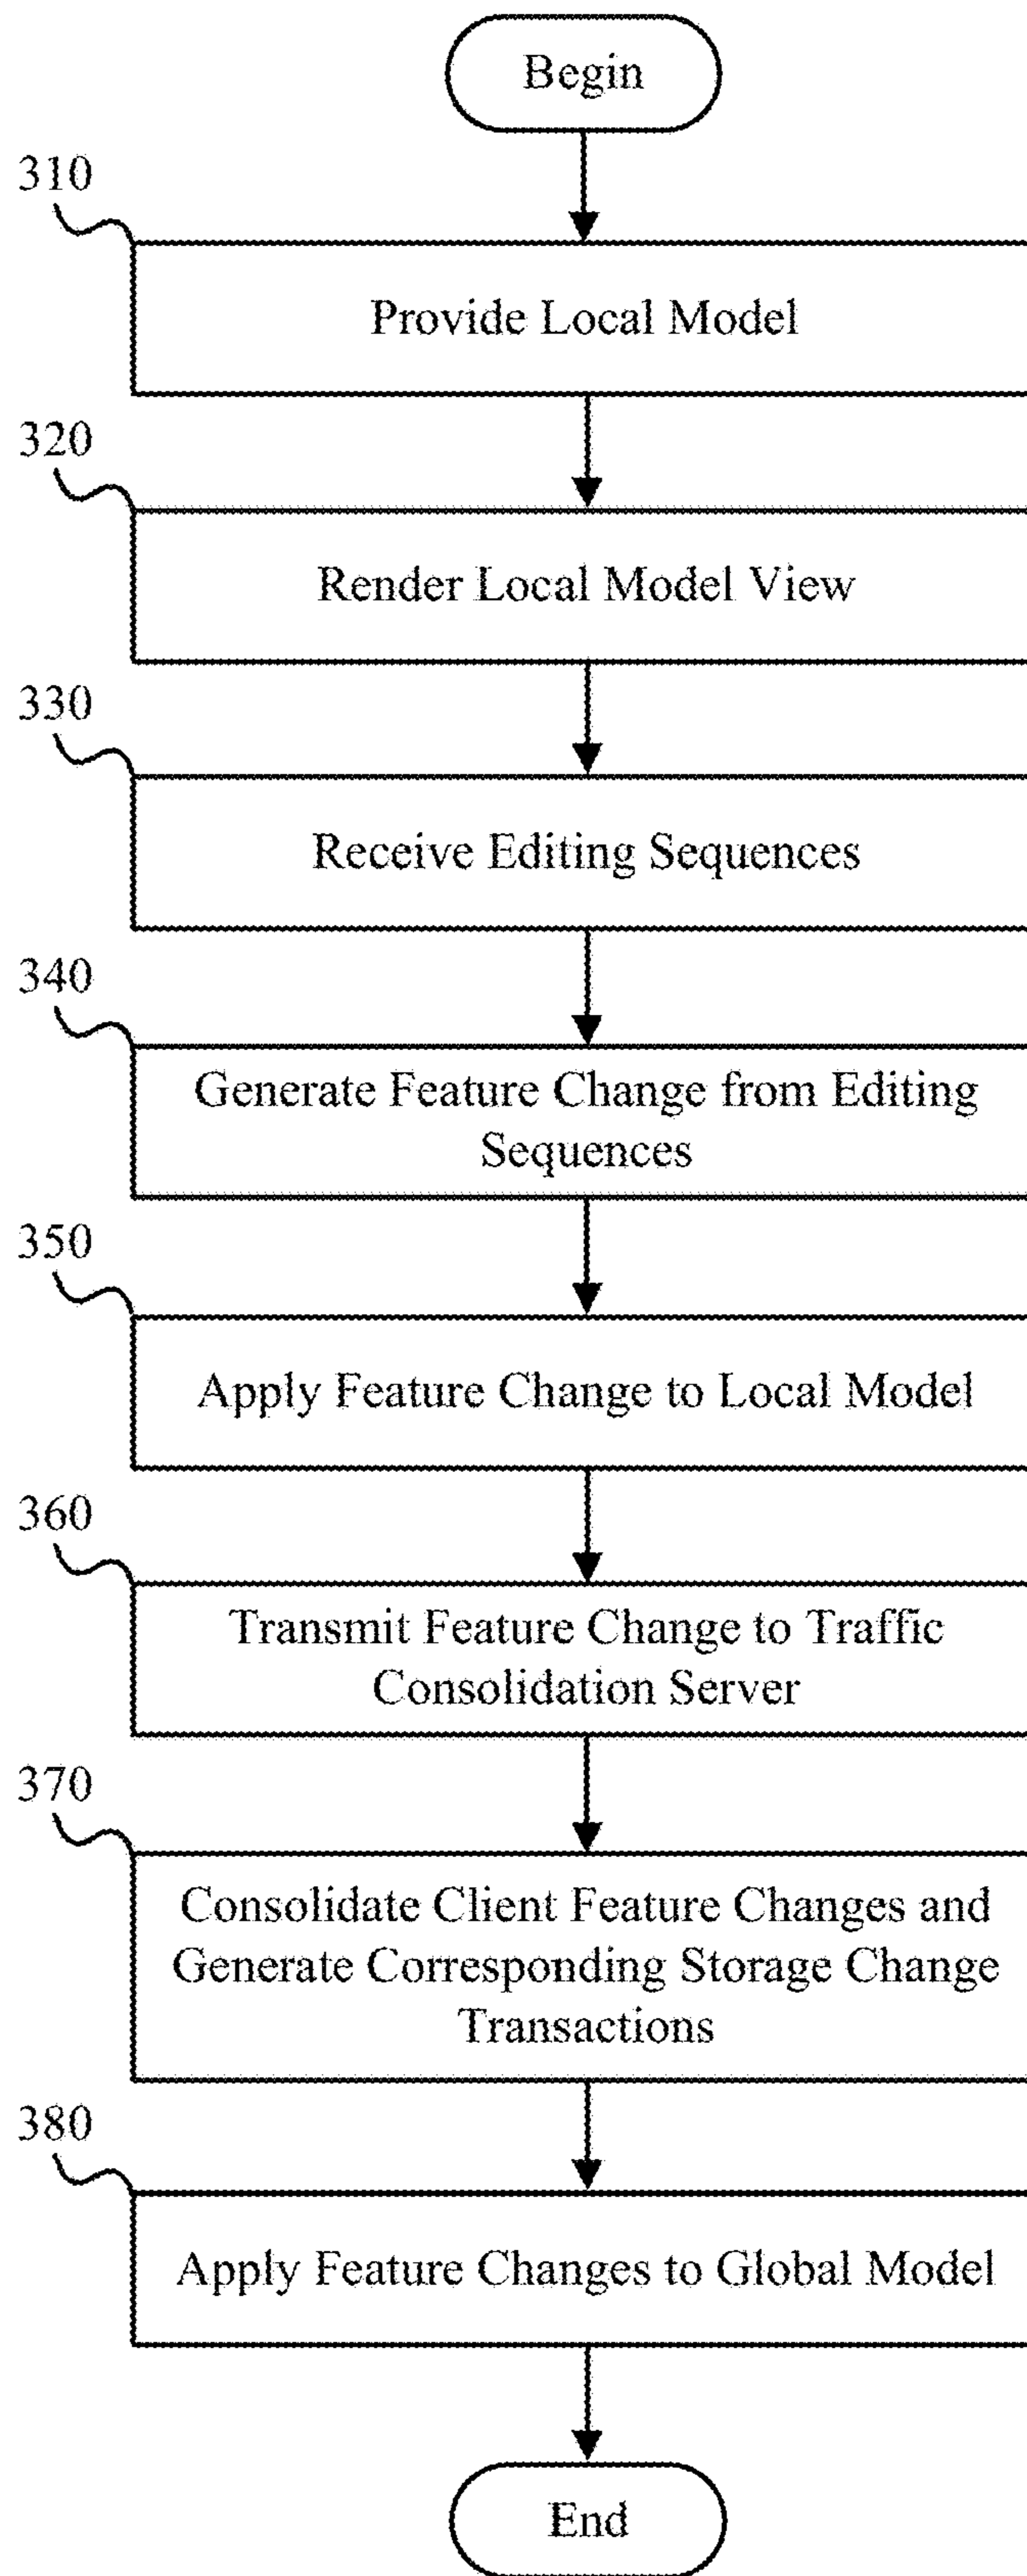 Begin
310
Provide Local Model
320
Render Local Model View
330
Receive Editing Sequences
340
Generate Feature Change from Editing
Sequences
350
Apply Feature Change to Local Model
360
Transmit Feature Change to Traffic
Consolidation Server
370
Consolidate Client Feature Changes and
Generate Corresponding Storage Change
Transactions
380
Apply Feature Changes to Global Model
End